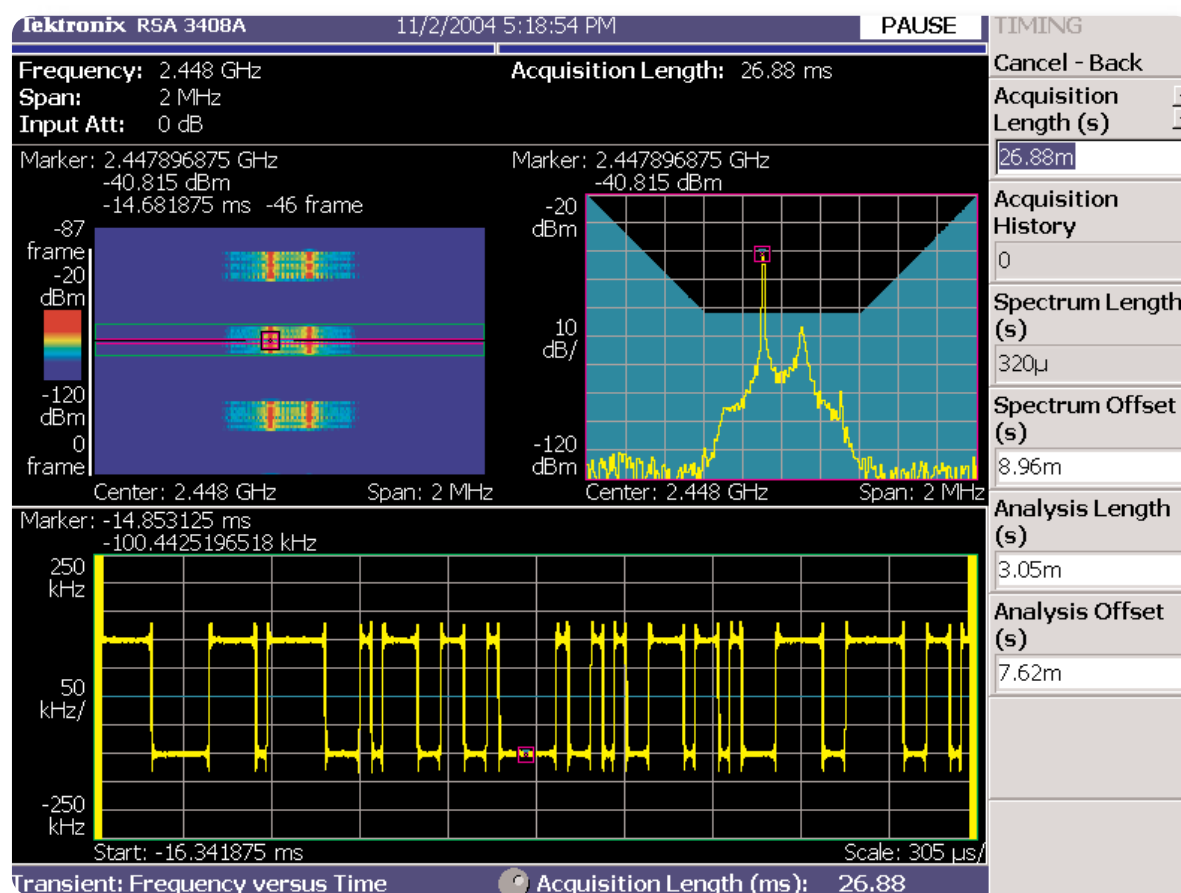 Tektronix RSA 3408A 11/2/2004 5:18:54 PM PAUSE
Frequency: 2.448 GHz Acquisition Length: 26.88 ms
Span: 2 MHz
Input Att: 0 dB
Marker: 2.447896875 GHz
-40.815 dBm
-14.681875 ms -46 frame
-87
frame
-20
dBm
-120
dBm
0
frame
Center: 2.448 GHz Span: 2 MHz
Marker: 2.447896875 GHz
-40.815 dBm
-20
dBm
10
dB/
-120
dBm
Center: 2.448 GHz Span: 2 MHz
Marker: -14.853125 ms
-100.4425196518 kHz
250
kHz
50
kHz/
-250
kHz
Start: -16.341875 ms Scale: 305 µs/
Transient: Frequency versus Time Acquisition Length (ms): 26.88
TIMING
Cancel - Back
Acquisition
Length (s)
26.88m
Acquisition
History
0
Spectrum Length
(s)
320µ
Spectrum Offset
(s)
8.96m
Analysis Length
(s)
3.05m
Analysis Offset
(s)
7.62m